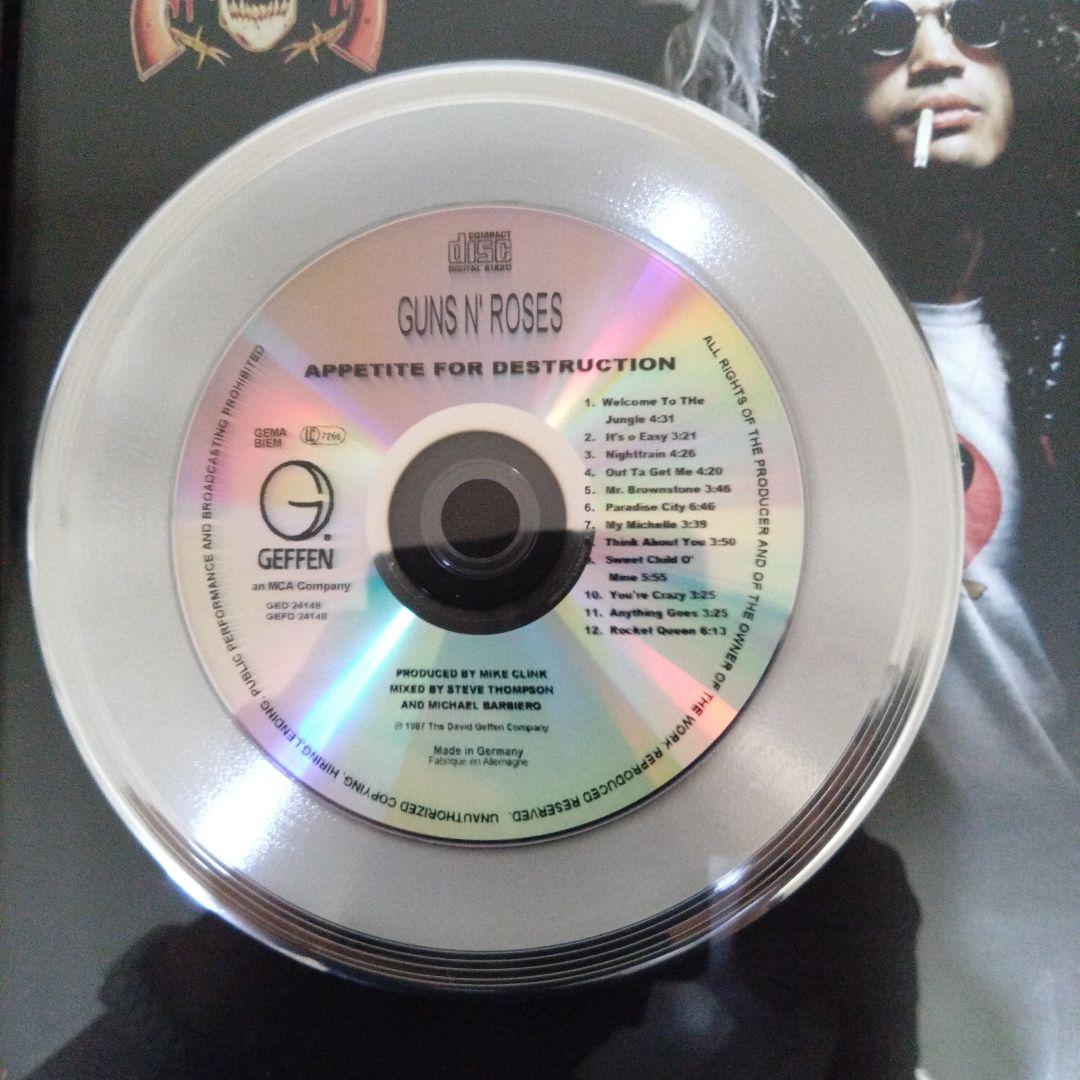 COMPACT
disc
DIGITAL AUDIO
GUNS N' ROSES
APPETITE FOR DESTRUCTION
GEMA
BIEM
LC 7266
GEFFEN
an MCA Company
GED 24148
GEFD 24148
1. Welcome To THe
Jungle 4:31
2. It's o Easy 3:21
3. Nighttrain 4:26
4. Out Ta Get Me 4:20
5. Mr. Brownstone 3:46
6. Paradise City 6:46
7. My Michelle 3:39
8. Think About You 3:50
9. Sweet Child O'
Mine 5:55
10. You're Crazy 3:25
11. Anything Goes 3:25
12. Rocket Queen 6:13
PRODUCED BY MIKE CLINK
MIXED BY STEVE THOMPSON
AND MICHAEL BARBIERO
℗ 1987 The David Geffen Company
Made in Germany
Fabrique en Allemagne
ALL RIGHTS OF THE PRODUCER AND OF THE OWNER OF THE WORK REPRODUCED RESERVED. UNAUTHORIZED COPYING, HIRING, LENDING, PUBLIC PERFORMANCE AND BROADCASTING PROHIBITED